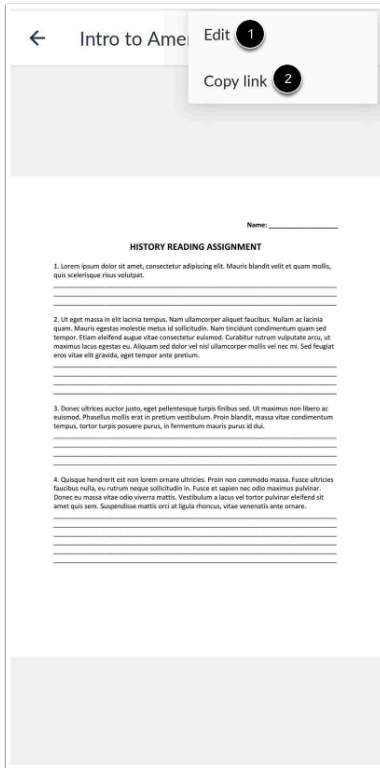 ← Intro to Ame
Edit 1
Copy link 2
Name: ____________________
HISTORY READING ASSIGNMENT
1. Lorem ipsum dolor sit amet, consectetur adipiscing elit. Mauris blandit velit et quam mollis,
quis scelerisque risus volutpat.
2. Ut eget massa in elit lacinia tempus. Nam ullamcorper aliquet faucibus. Nullam ac lacinia
quam. Mauris egestas molestie metus id sollicitudin. Nam tincidunt condimentum quam sed
tempor. Etiam eleifend augue vitae consectetur euismod. Curabitur rutrum vulputate arcu, ut
maximus lacus egestas eu. Aliquam sed dolor vel nisl ullamcorper mollis vel nec mi. Sed feugiat
eros vitae elit gravida, eget tempor ante pretium.
3. Donec ultrices auctor justo, eget pellentesque turpis finibus sed. Ut maximus non libero ac
euismod. Phasellus mollis erat in pretium vestibulum. Proin blandit, massa vitae condimentum
tempus, tortor turpis posuere purus, in fermentum mauris purus id dui.
4. Quisque hendrerit est non lorem ornare ultricies. Proin non commodo massa. Fusce ultricies
faucibus nulla, eu rutrum neque sollicitudin in. Fusce et sapien nec odio maximus pulvinar.
Donec eu massa vitae odio viverra mattis. Vestibulum a lacus vel tortor pulvinar eleifend sit
amet quis sem. Suspendisse mattis orci at ligula rhoncus, vitae venenatis ante ornare.